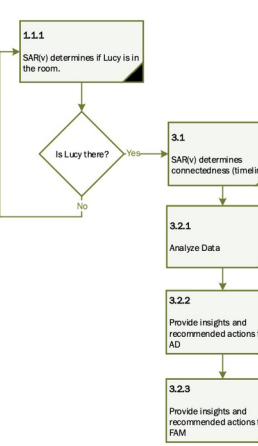 1.1.1
SAR(v) determines if Lucy is in
the room.
Is Lucy there?
Yes
No
3.1
SAR(v) determines
connectedness
3.2.1
Analyze Data
3.2.2
Provide insights and
recommended actions
AD
3.2.3
Provide insights and
recommended actions
FAM